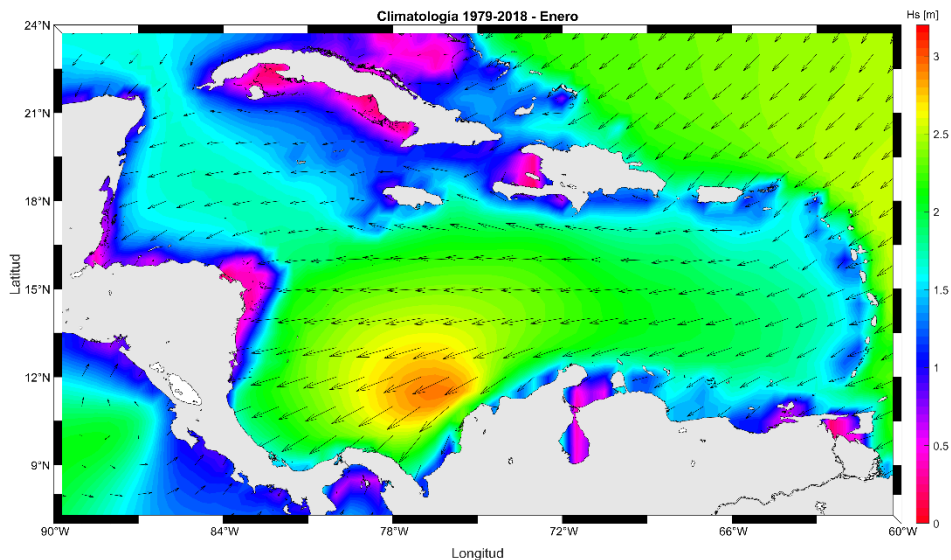 Climatología 1979-2018 - Enero
Hs [m]
24°N
21°N
18°N
15°N
12°N
9°N
Latitud
90°W
84°W
78°W
72°W
66°W
60°W
Longitud
3
2.5
2
1.5
1
0.5
0